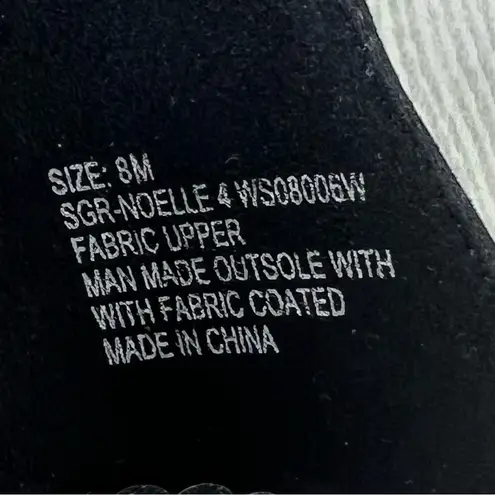 SIZE: 8M
SGR-NOELLE 4 WS08006W
FABRIC UPPER
MAN MADE OUTSOLE WITH
WITH FABRIC COATED
MADE IN CHINA